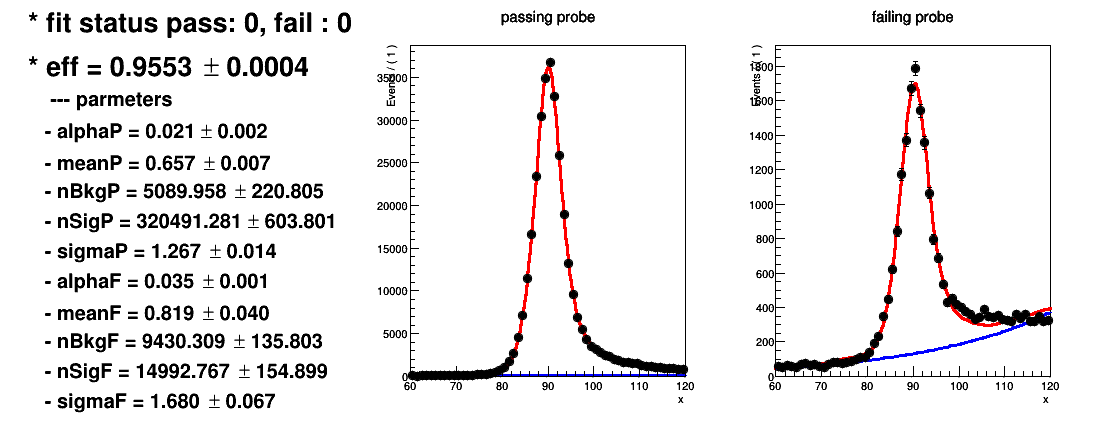 * fit status pass: 0, fail : 0
* eff = 0.9553 ± 0.0004
--- parmeters
- alphaP = 0.021 ± 0.002
- meanP = 0.657 ± 0.007
- nBkgP = 5089.958 ± 220.805
- nSigP = 320491.281 ± 603.801
- sigmaP = 1.267 ± 0.014
- alphaF = 0.035 ± 0.001
- meanF = 0.819 ± 0.040
- nBkgF = 9430.309 ± 135.803
- nSigF = 14992.767 ± 154.899
- sigmaF = 1.680 ± 0.067
passing probe
Events / ( 1 )
35000
30000
25000
20000
15000
10000
5000
0
60 70 80 90 100 110 120
x
failing probe
Events / ( 1 )
1800
1600
1400
1200
1000
800
600
400
200
0
60 70 80 90 100 110 120
x